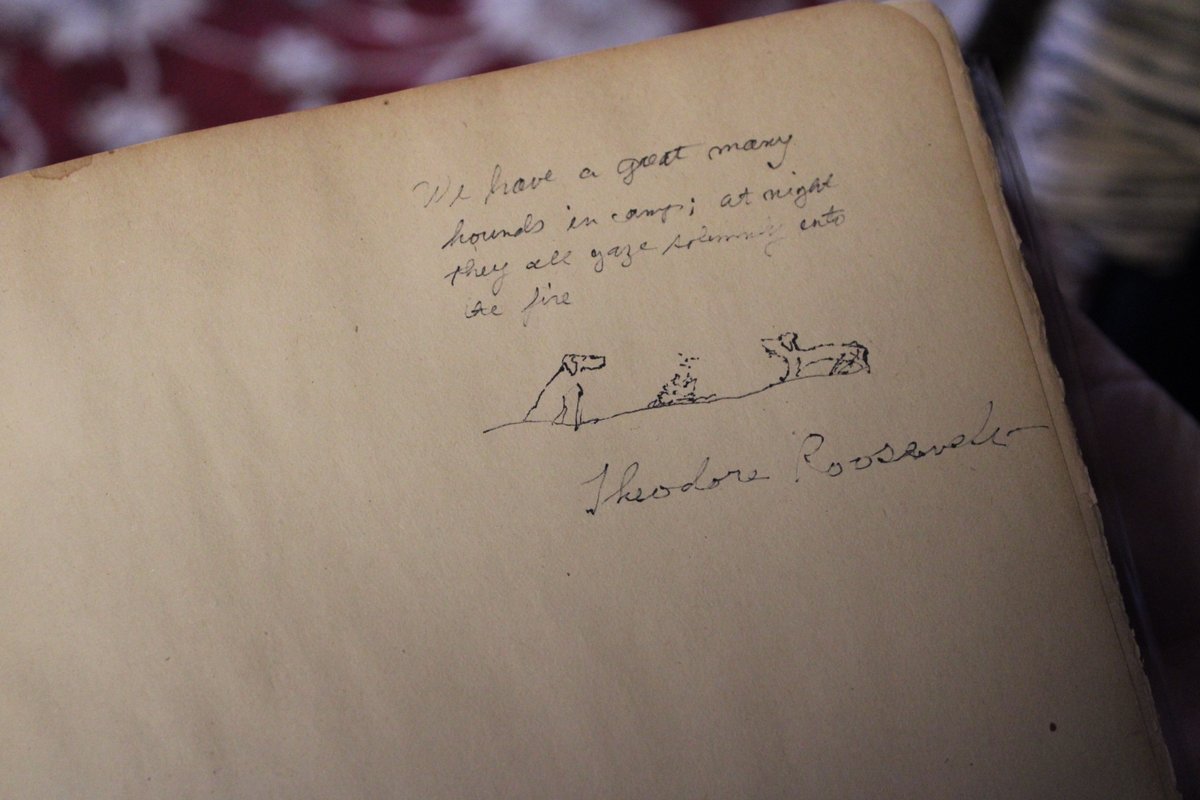 We have a great many
hounds in camp; at night
they all gaze solemnly into
the fire
Theodore Roosevelt